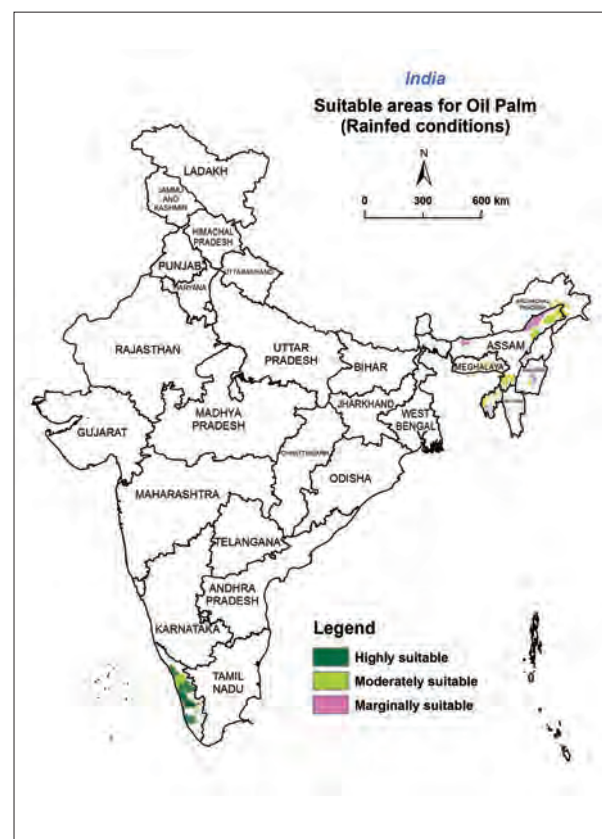 India
Suitable areas for Oil Palm
(Rainfed conditions)
N
0 300 600 km
LADAKH
JAMMU
AND
KASHMIR
HIMACHAL
PRADESH
PUNJAB
UTTARAKHAND
HARYANA
ARUNACHAL
PRADESH
RAJASTHAN
UTTAR
PRADESH
BIHAR
ASSAM
MEGHALAYA
GUJARAT
MADHYA
PRADESH
JHARKHAND
WEST
BENGAL
CHHATTISGARH
ODISHA
MAHARASHTRA
TELANGANA
ANDHRA
PRADESH
KARNATAKA
TAMIL
NADU
Legend
Highly suitable
Moderately suitable
Marginally suitable